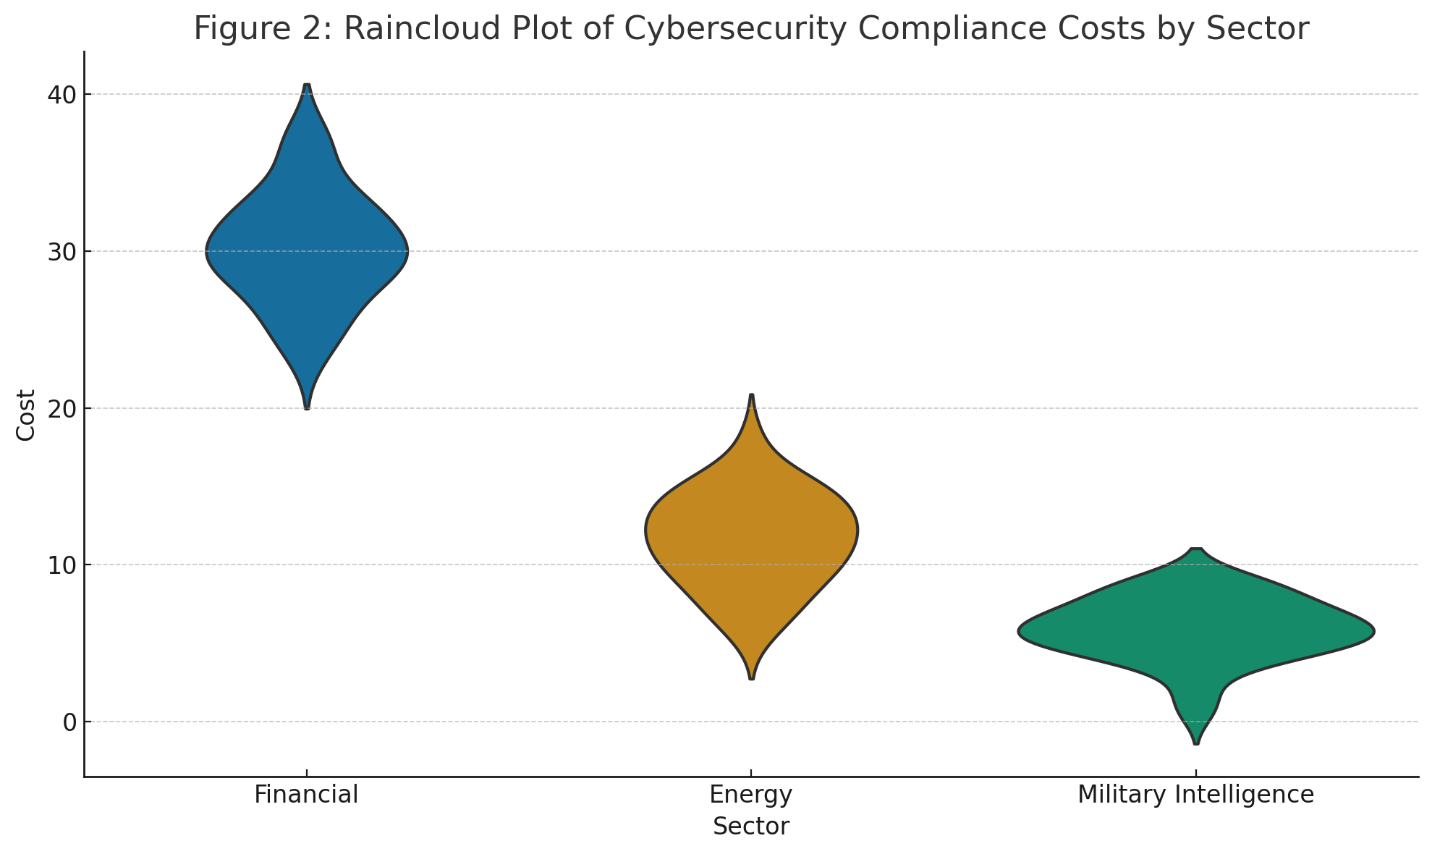 Figure 2: Raincloud Plot of Cybersecurity Compliance Costs by Sector
40
30
20
10
0
Cost
Financial
Energy
Military Intelligence
Sector